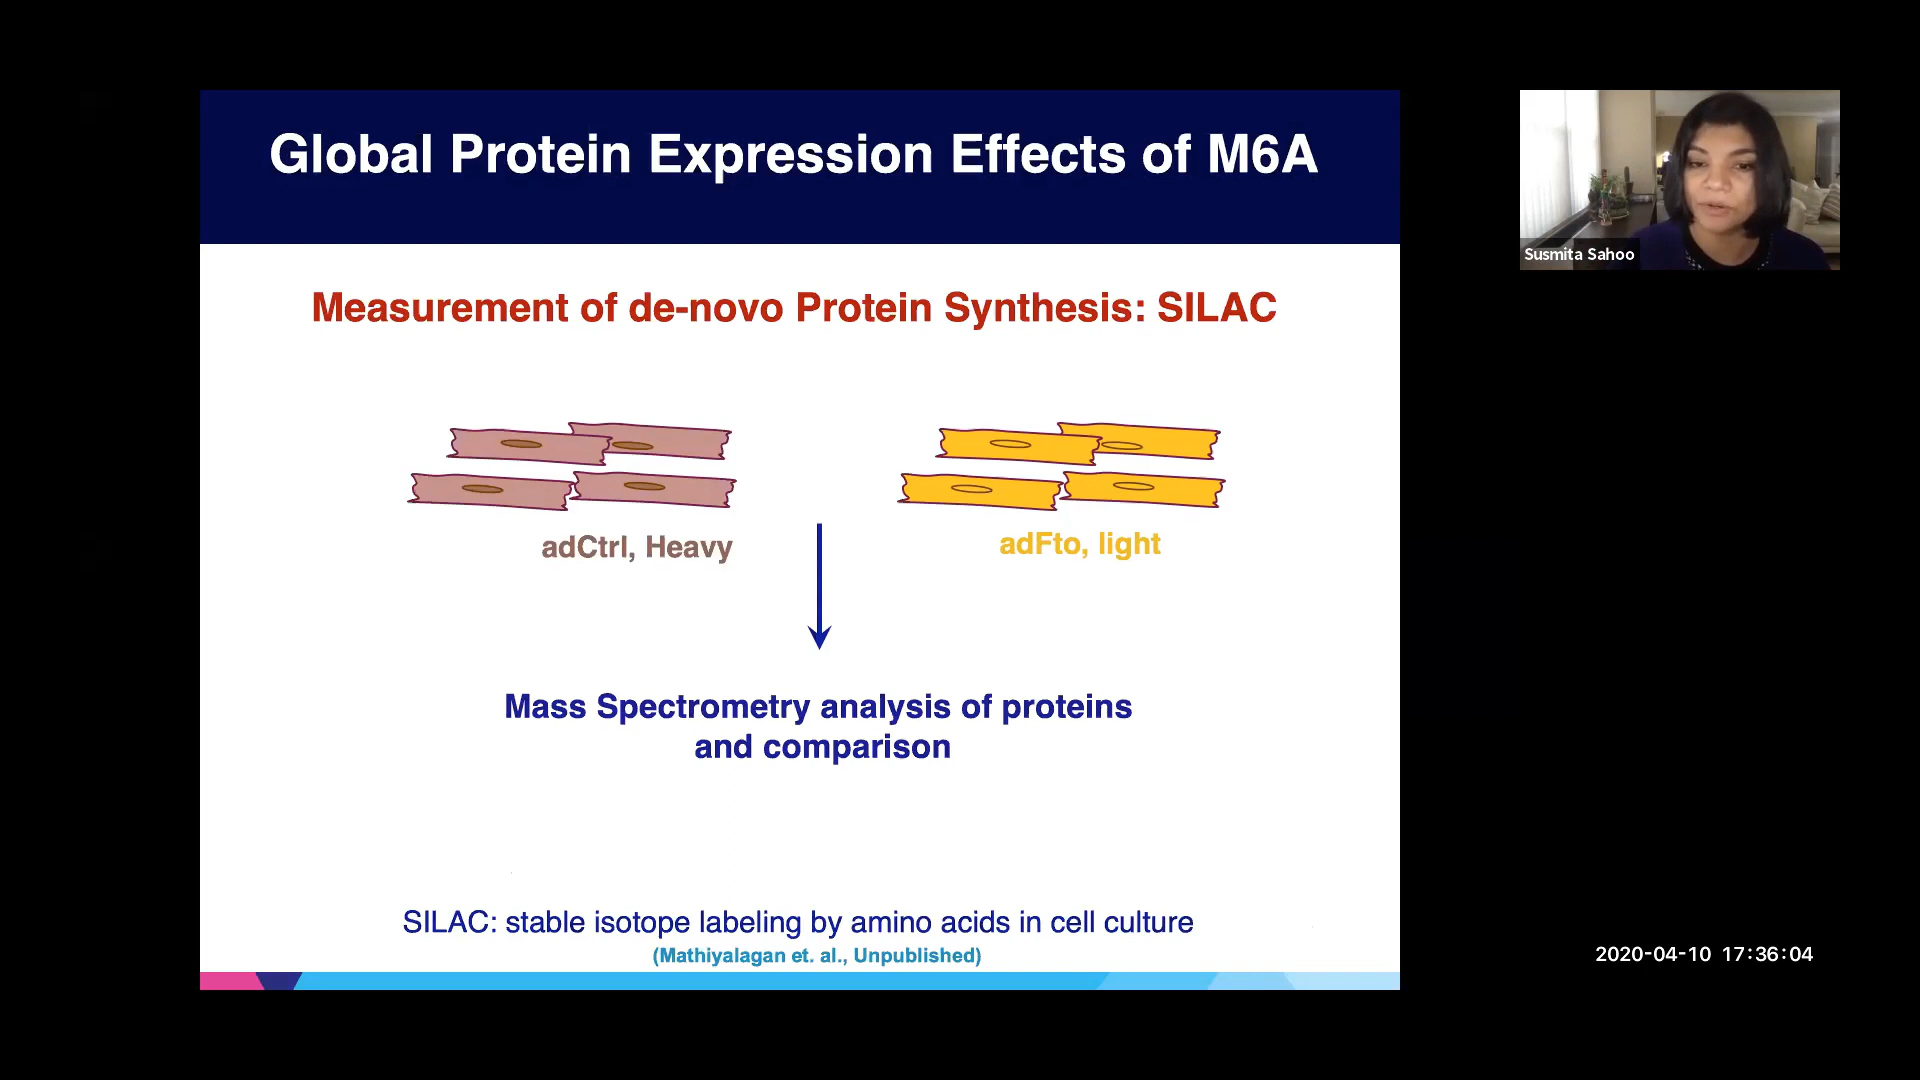 Global Protein Expression Effects of M6A
Susmita Sahoo
Measurement of de-novo Protein Synthesis: SILAC
adCtrl, Heavy
adFto, light
Mass Spectrometry analysis of proteins
and comparison
SILAC: stable isotope labeling by amino acids in cell culture
(Mathiyalagan et. al., Unpublished)
2020-04-10 17:36:04